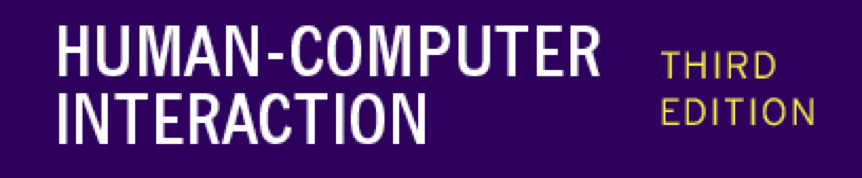 HUMAN-COMPUTER
INTERACTION
THIRD
EDITION